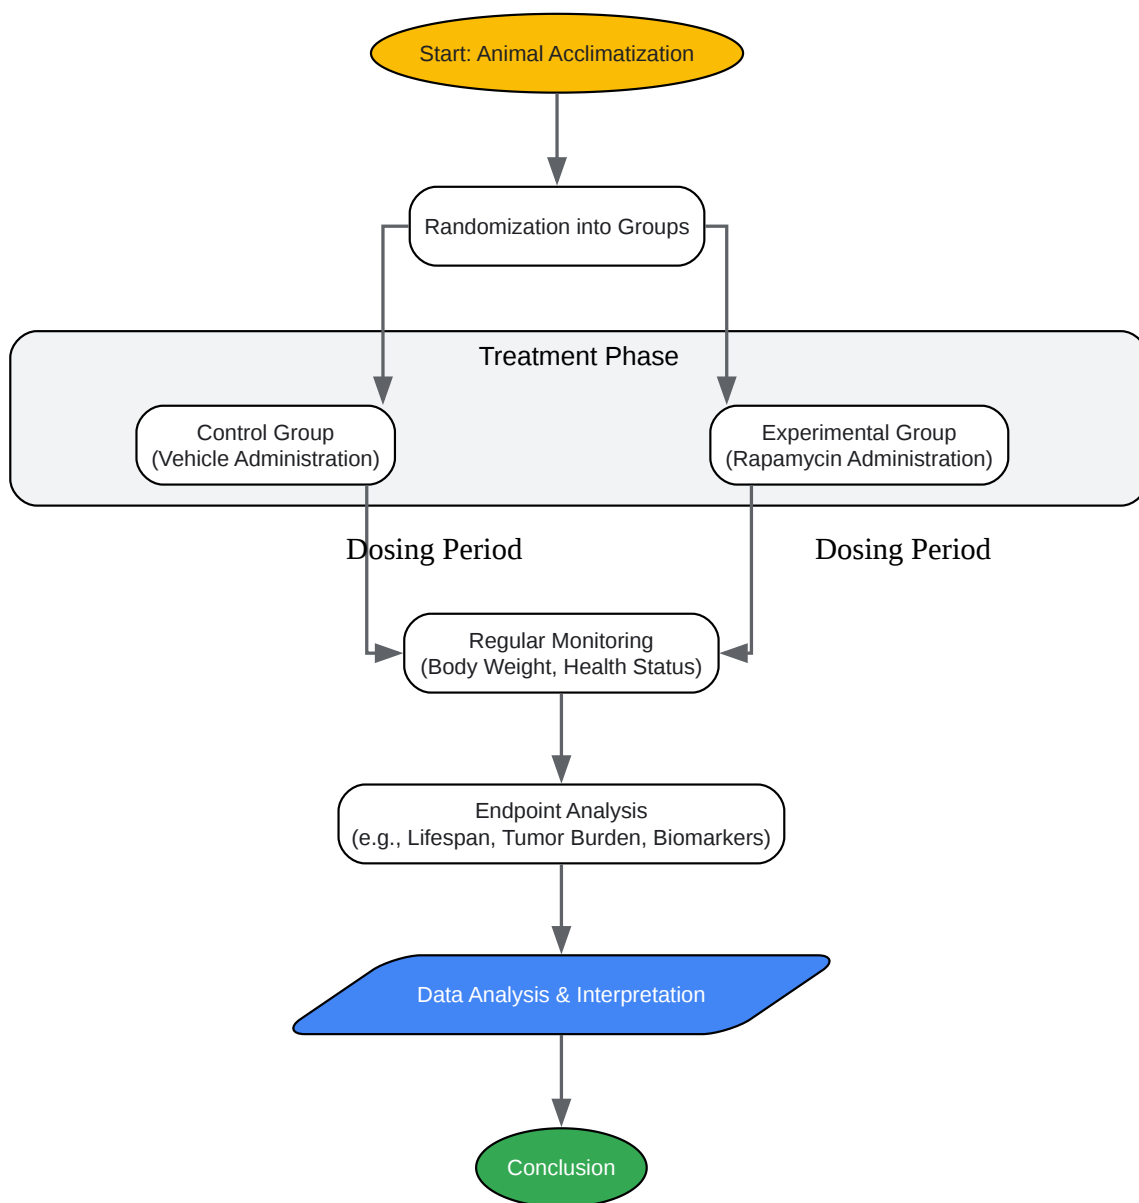 Start: Animal Acclimatization
Randomization into Groups
Treatment Phase
Control Group
(Vehicle Administration)
Experimental Group
(Rapamycin Administration)
Dosing Period
Dosing Period
Regular Monitoring
(Body Weight, Health Status)
Endpoint Analysis
(e.g., Lifespan, Tumor Burden, Biomarkers)
Data Analysis & Interpretation
Conclusion